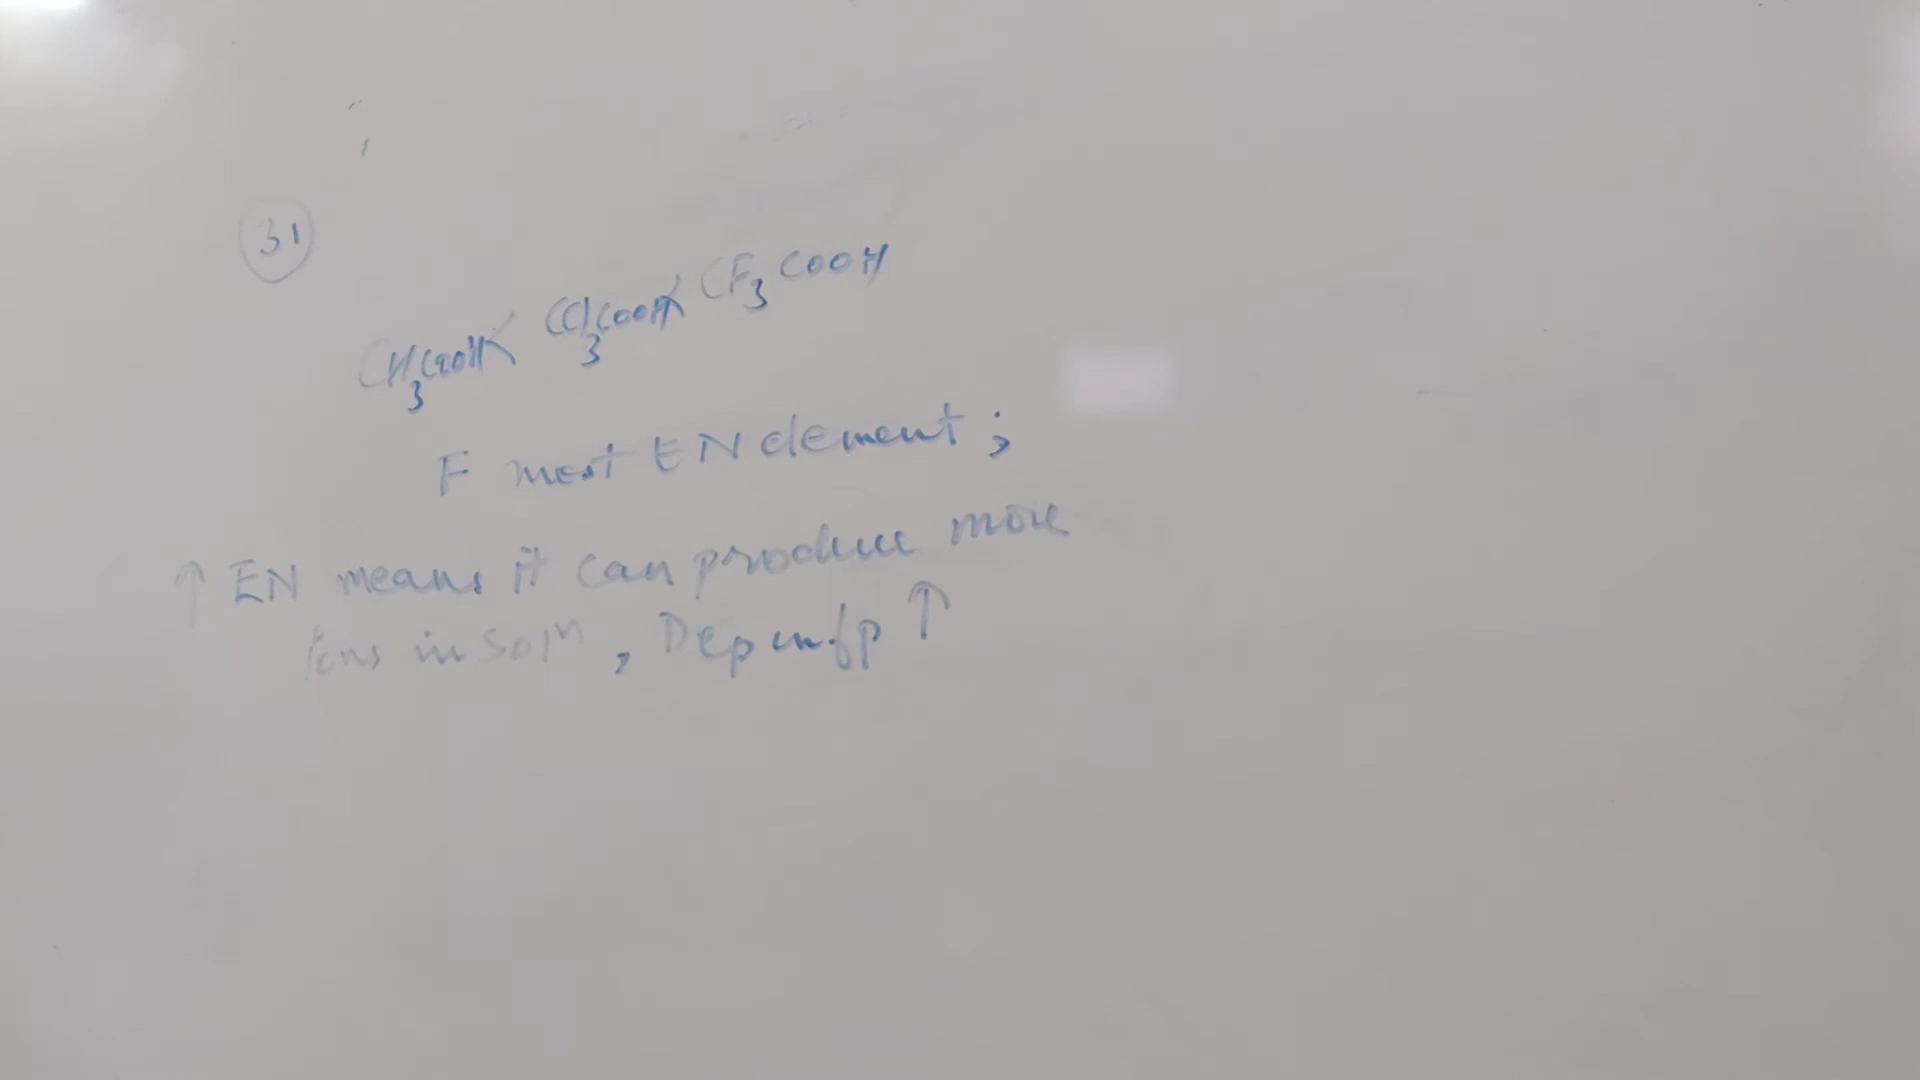 31
CH3COOH < CCl3COOH < CF3COOH
F most EN element ;
↑ EN means it can produce more
ions in soln , Dep in fp ↑